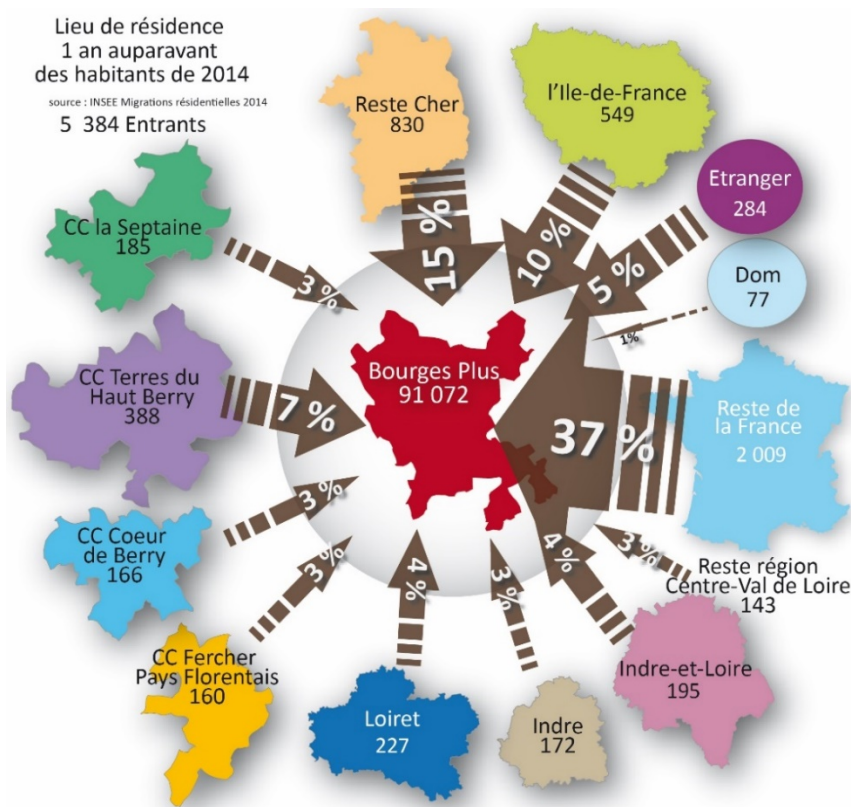 Lieu de résidence
1 an auparavant
des habitants de 2014
source : INSEE Migrations résidentielles 2014
5 384 Entrants
Reste Cher
830
l'Ile-de-France
549
Etranger
284
Dom
77
CC la Septaine
185
15 %
10 %
5 %
3 %
1%
Bourges Plus
91 072
CC Terres du
Haut Berry
388
7 %
37 %
Reste de
la France
2 009
CC Coeur
de Berry
166
3 %
3 %
4 %
3 %
4 %
3 %
Reste région
Centre-Val de Loire
143
CC Fercher
Pays Florentais
160
Loiret
227
Indre
172
Indre-et-Loire
195